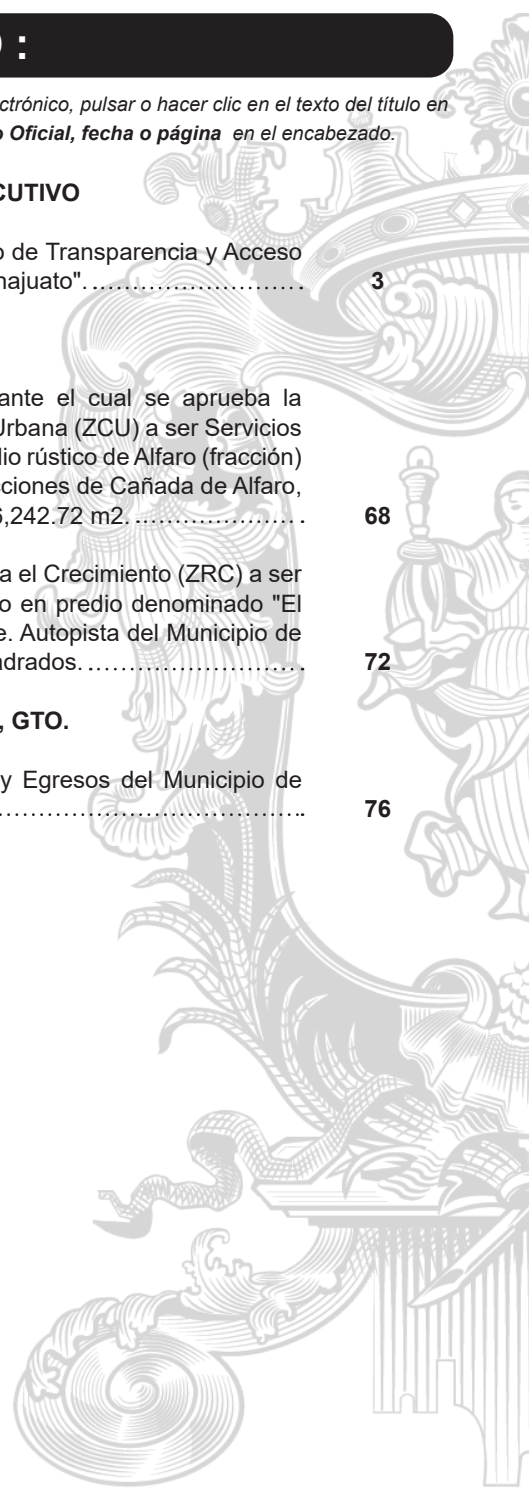 :
ctrónico, pulsar o hacer clic en el texto del título en
o Oficial, fecha o página en el encabezado.
CUTIVO
o de Transparencia y Acceso
najuato". 3
ante el cual se aprueba la
Urbana (ZCU) a ser Servicios
dio rústico de Alfaro (fracción)
cciones de Cañada de Alfaro,
6,242.72 m2. 68
a el Crecimiento (ZRC) a ser
o en predio denominado "El
e. Autopista del Municipio de
adrados. 72
, GTO.
y Egresos del Municipio de
76